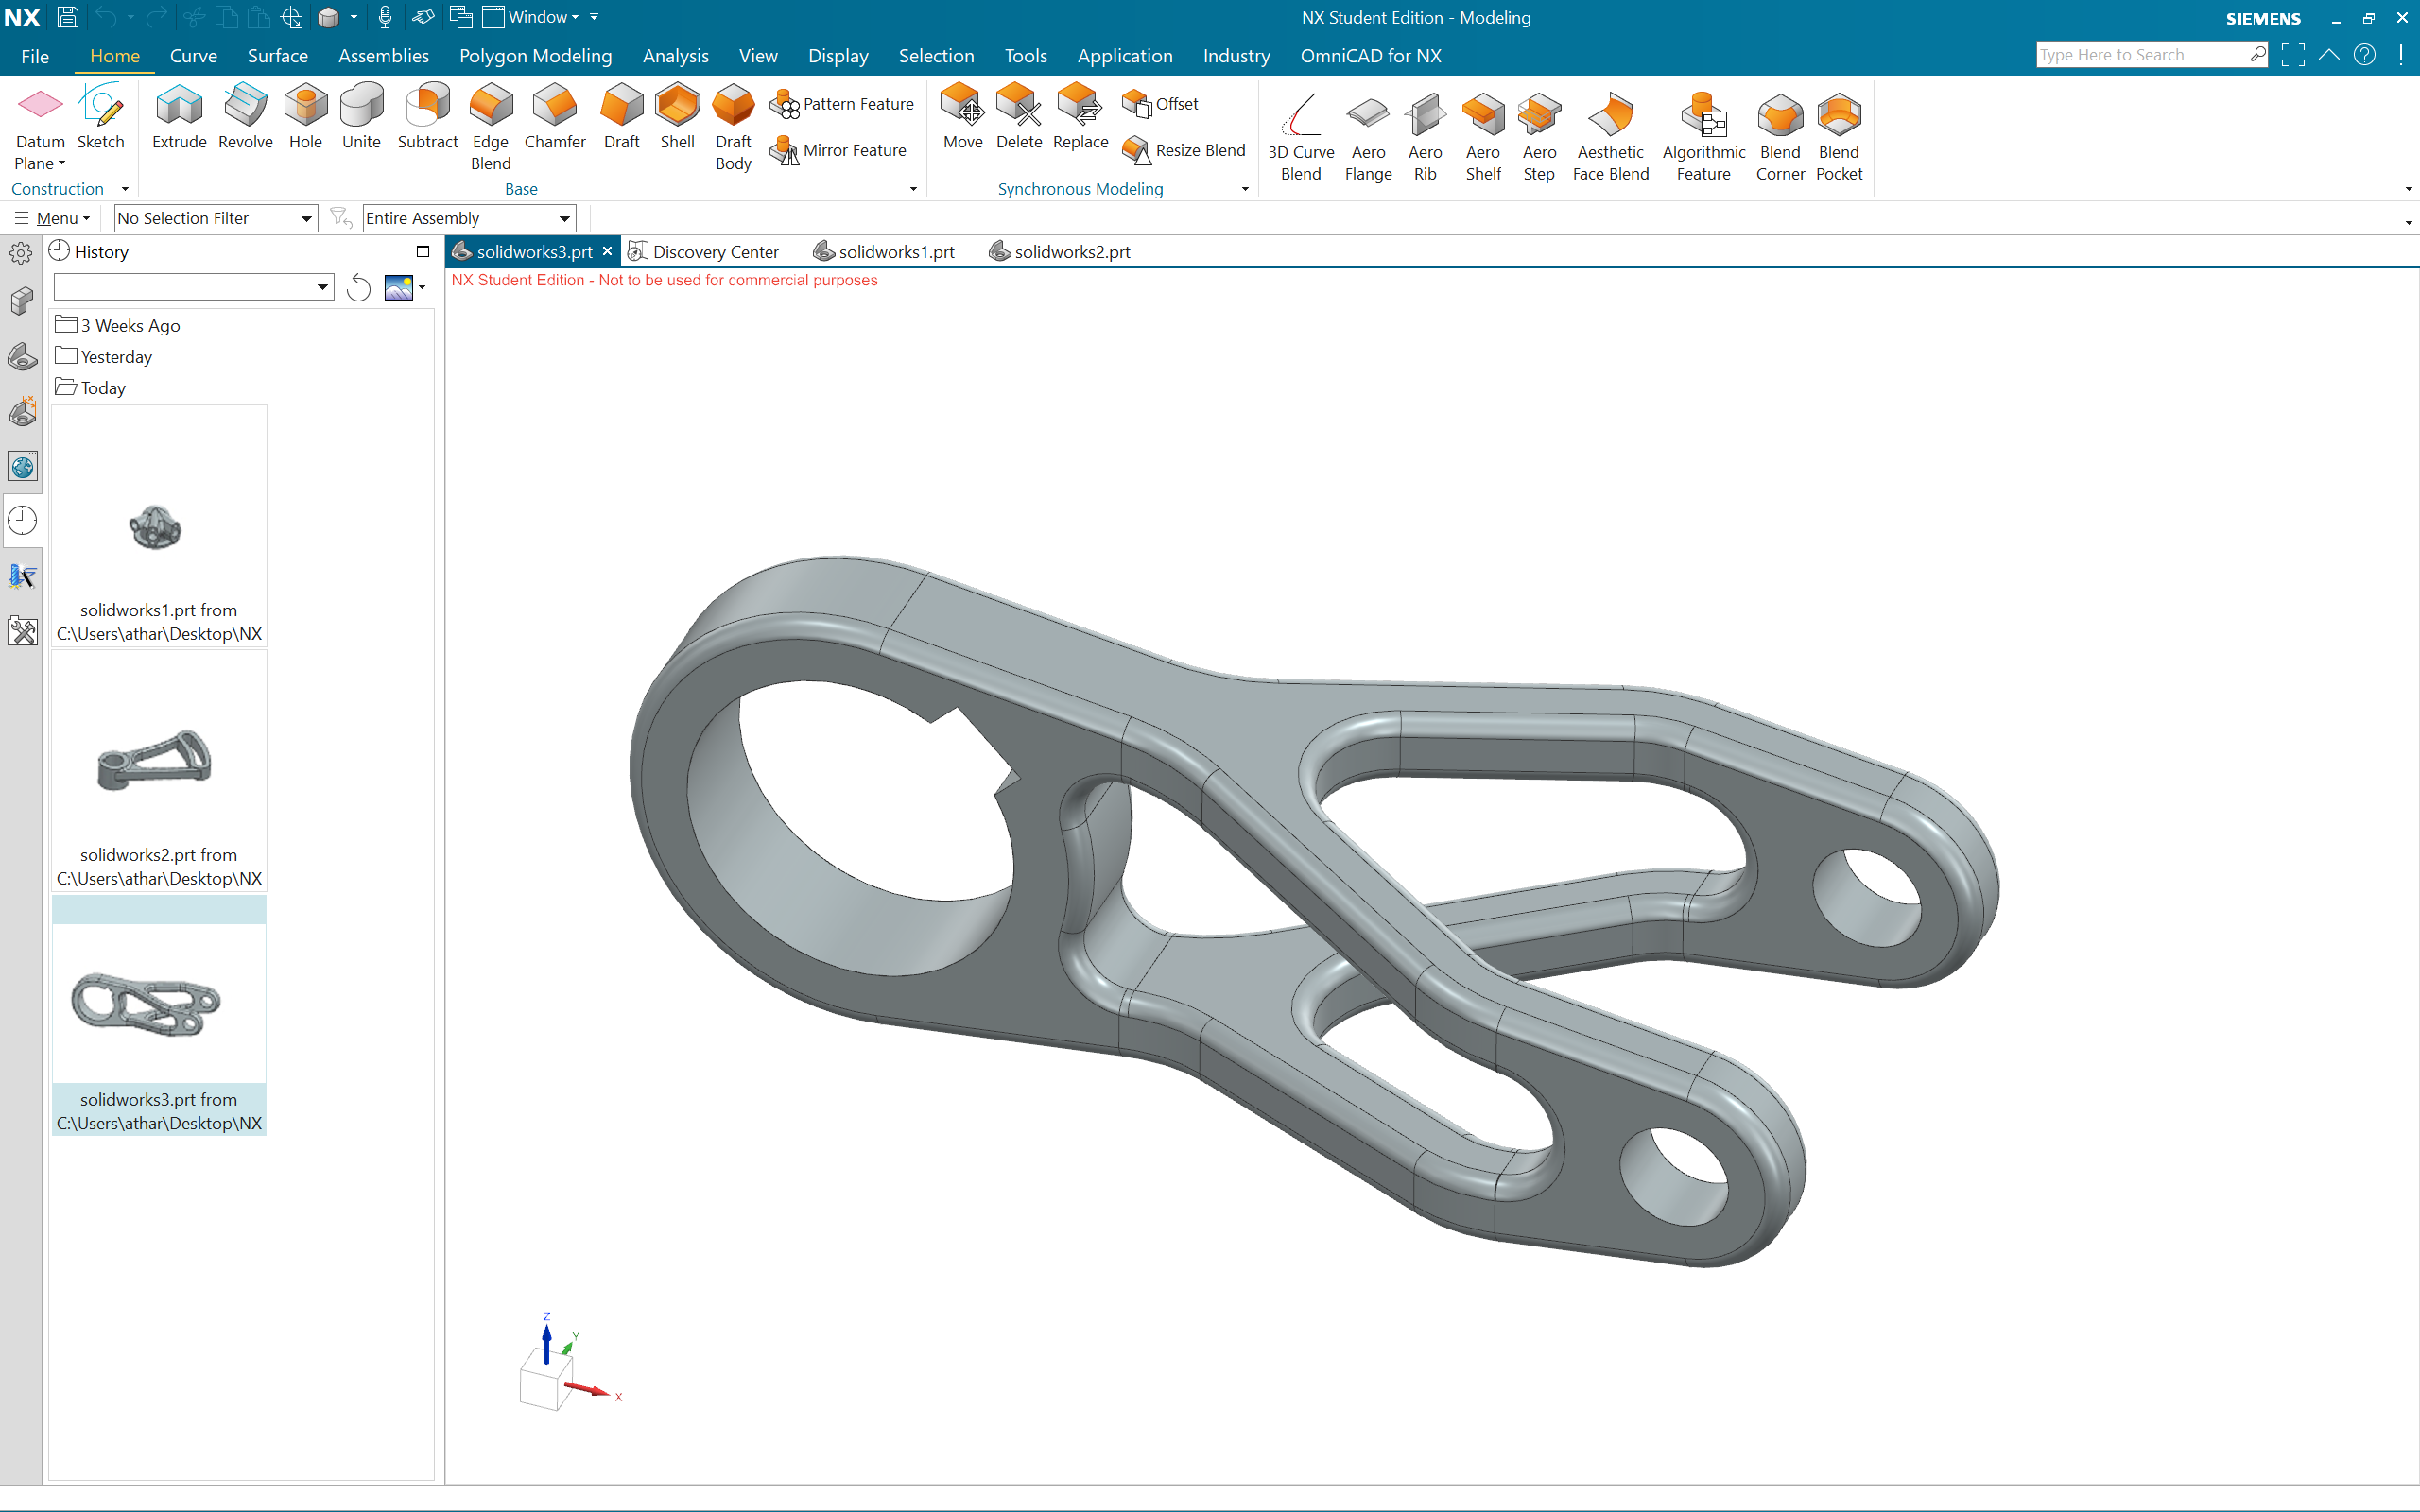 NX Window NX Student Edition - Modeling SIEMENS
File Home Curve Surface Assemblies Polygon Modeling Analysis View Display Selection Tools Application Industry OmniCAD for NX Type Here to Search
Datum Plane Sketch Extrude Revolve Hole Unite Subtract Edge Blend Chamfer Draft Shell Draft Body Pattern Feature Mirror Feature Move Delete Replace Offset Resize Blend 3D Curve Blend Aero Flange Aero Rib Aero Shelf Aero Step Aesthetic Face Blend Algorithmic Feature Blend Corner Blend Pocket
Construction Base Synchronous Modeling
Menu No Selection Filter Entire Assembly
History solidworks3.prt Discovery Center solidworks1.prt solidworks2.prt
NX Student Edition - Not to be used for commercial purposes
3 Weeks Ago
Yesterday
Today
solidworks1.prt from
C:\Users\athar\Desktop\NX
solidworks2.prt from
C:\Users\athar\Desktop\NX
solidworks3.prt from
C:\Users\athar\Desktop\NX
Z
Y
X